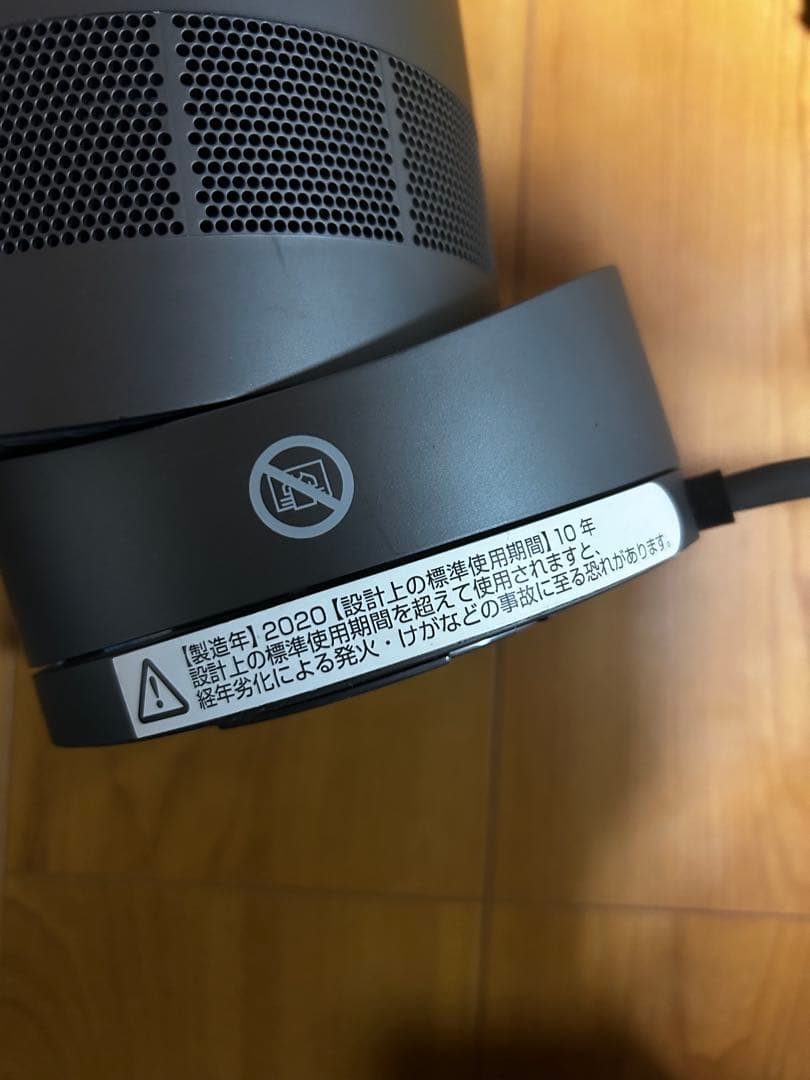 【製造年】2020【設計上の標準使用期間】10年
設計上の標準使用期間を超えて使用されますと、
経年劣化による発火・けがなどの事故に至る恐れがあります。